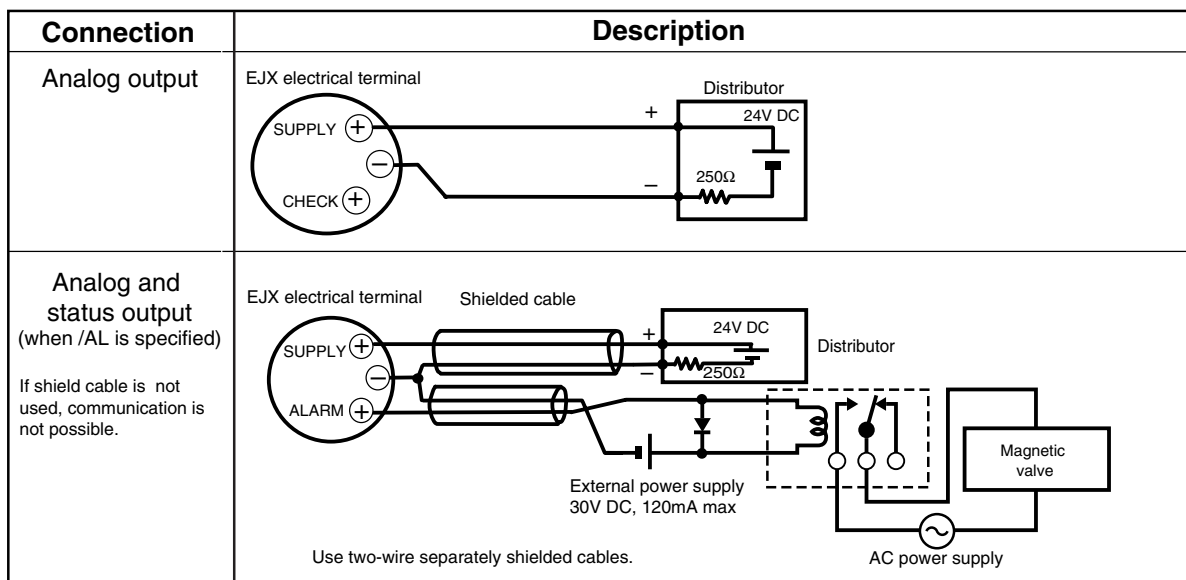 Connection
Description
Analog output
EJX electrical terminal
SUPPLY +
−
CHECK +
+
−
Distributor
24V DC
250Ω
Analog and
status output
(when /AL is specified)
If shield cable is not
used, communication is
not possible.
EJX electrical terminal
Shielded cable
SUPPLY +
−
ALARM +
+
−
24V DC
250Ω
Distributor
External power supply
30V DC, 120mA max
Magnetic
valve
AC power supply
Use two-wire separately shielded cables.